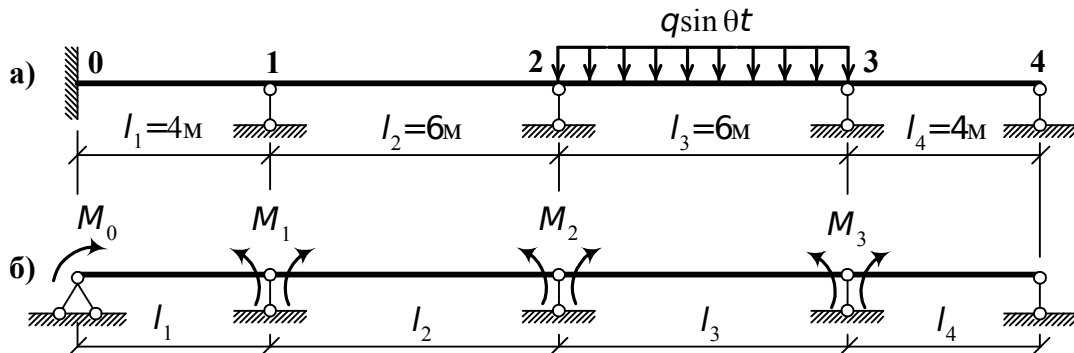 q sin θt
а) 0 1 2 3 4
l₁=4м l₂=6м l₃=6м l₄=4м
M₀ M₁ M₂ M₃
б)
l₁ l₂ l₃ l₄